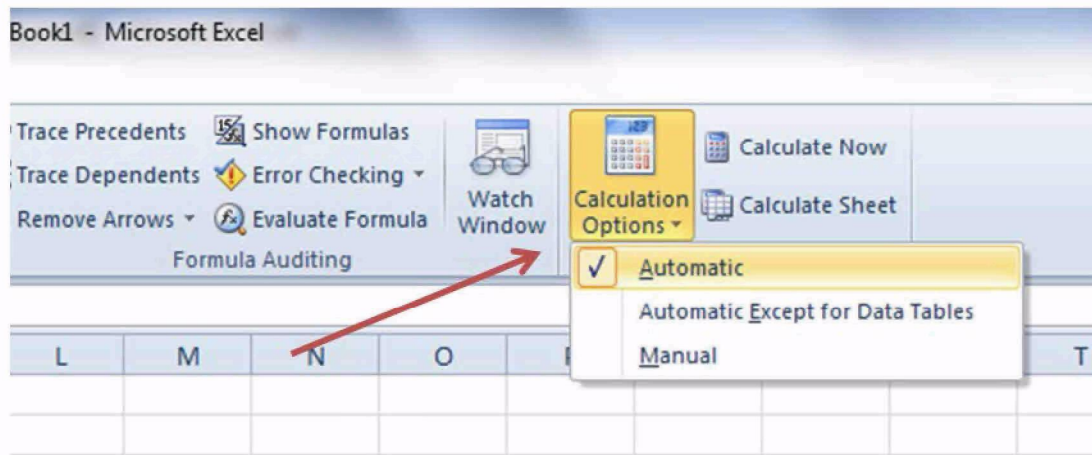 Book1 - Microsoft Excel
Trace Precedents
Show Formulas
Trace Dependents
Error Checking
Remove Arrows
Evaluate Formula
Watch
Window
Formula Auditing
Calculation
Options
Calculate Now
Calculate Sheet
Automatic
Automatic Except for Data Tables
Manual
L M N O T